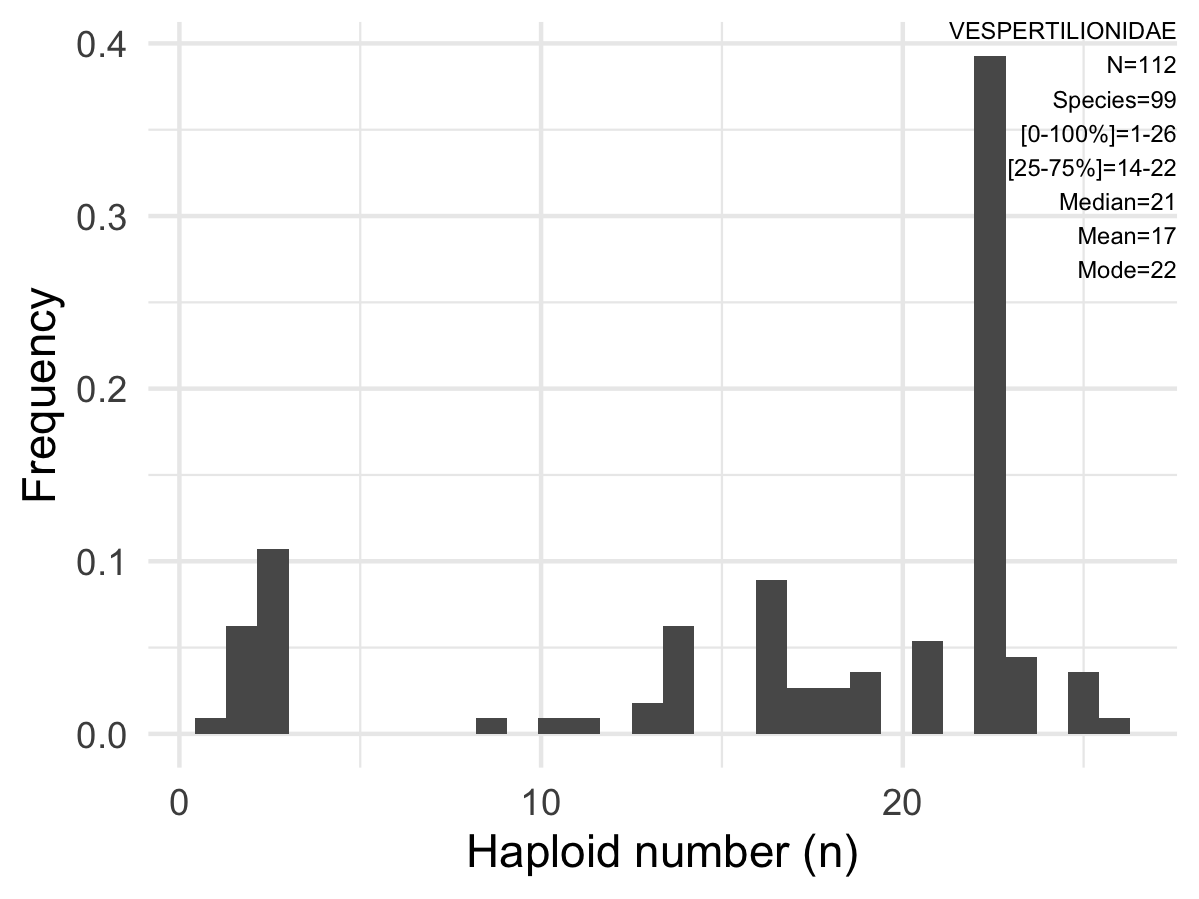 VESPERTILIONIDAE
N=112
Species=99
[0-100%]=1-26
[25-75%]=14-22
Median=21
Mean=17
Mode=22
Frequency
0.4
0.3
0.2
0.1
0.0
0 10 20
Haploid number (n)